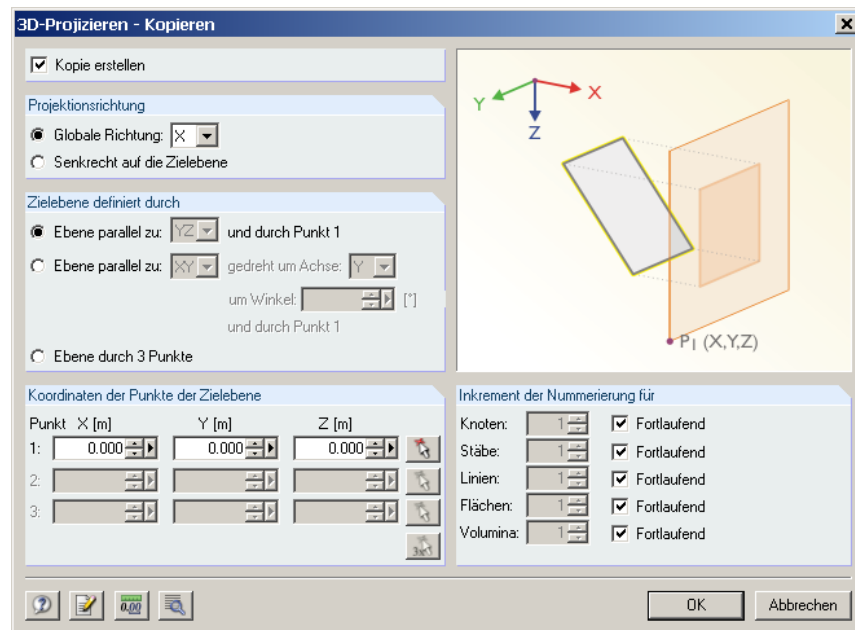 3D-Projizieren - Kopieren
Kopie erstellen
Projektionsrichtung
Globale Richtung: X
Senkrecht auf die Zielebene
Zielebene definiert durch
Ebene parallel zu: YZ und durch Punkt 1
Ebene parallel zu: XY gedreht um Achse: Y
um Winkel: [°]
und durch Punkt 1
Ebene durch 3 Punkte
Y X
Z
P1 (X,Y,Z)
Koordinaten der Punkte der Zielebene
Punkt X [m] Y [m] Z [m]
1: 0.000 0.000 0.000
2:
3:
3x
Inkrement der Nummerierung für
Knoten: 1 Fortlaufend
Stäbe: 1 Fortlaufend
Linien: 1 Fortlaufend
Flächen: 1 Fortlaufend
Volumina: 1 Fortlaufend
0.00
OK Abbrechen